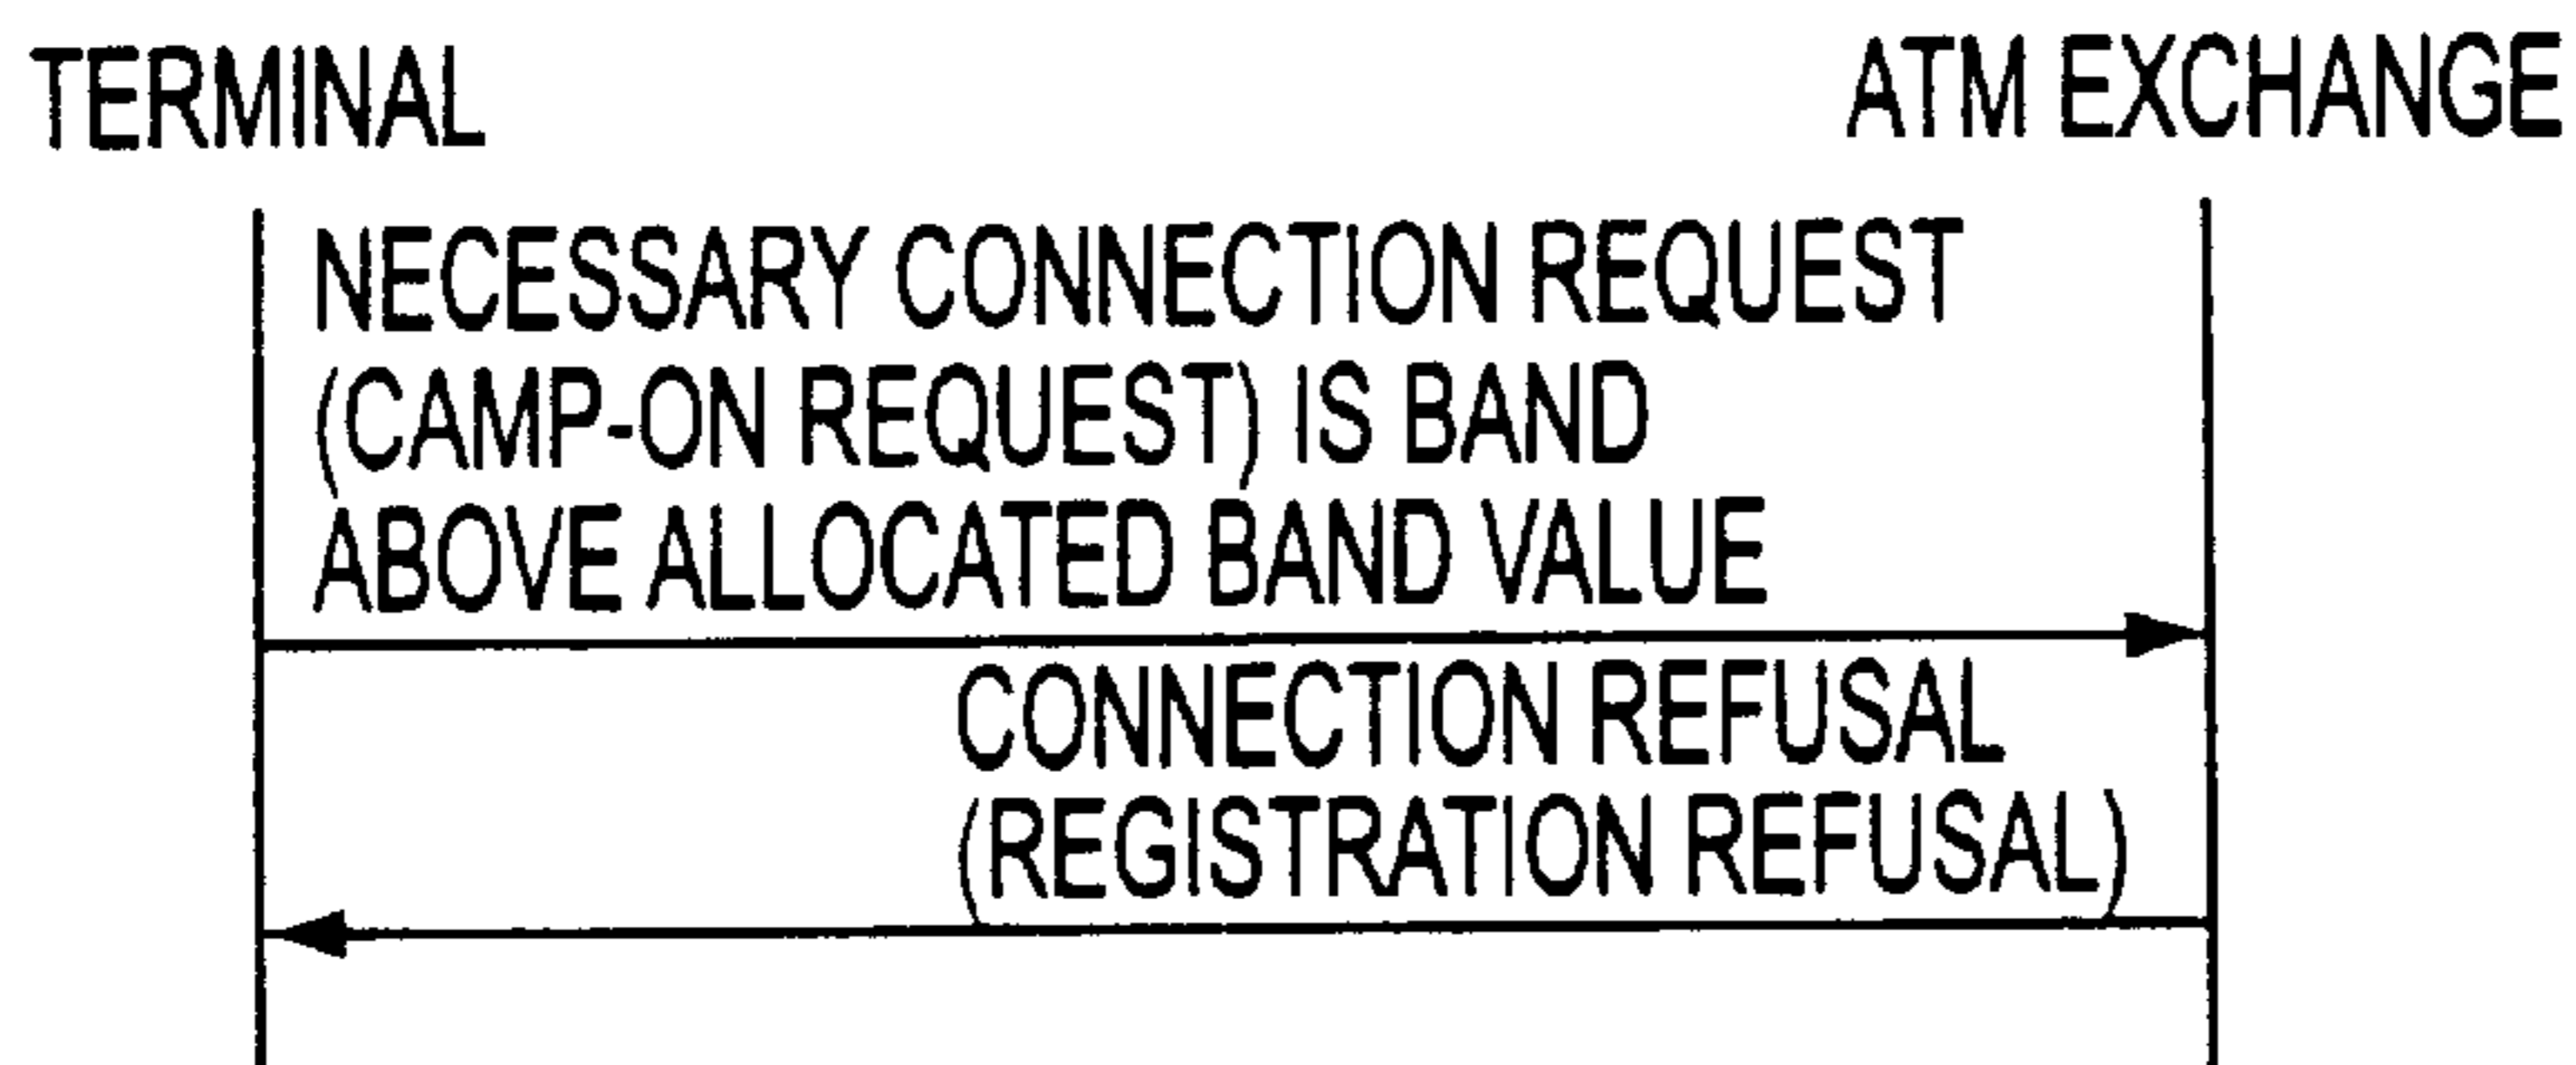 TERMINAL
ATM EXCHANGE
NECESSARY CONNECTION REQUEST
(CAMP-ON REQUEST) IS BAND
ABOVE ALLOCATED BAND VALUE
CONNECTION REFUSAL
(REGISTRATION REFUSAL)